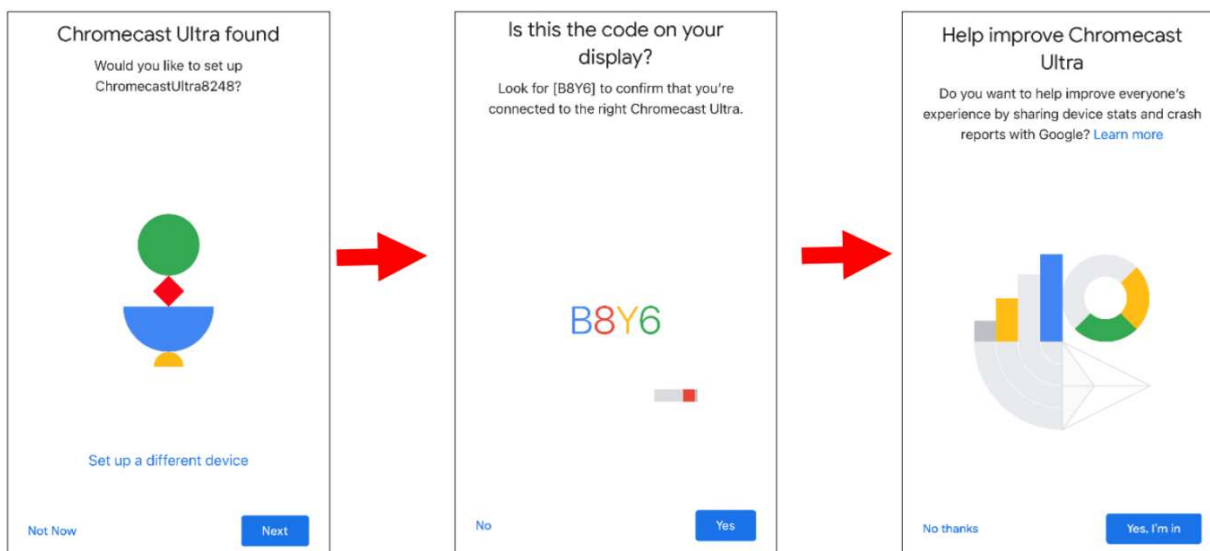 Chromecast Ultra found
Would you like to set up
ChromecastUltra8248?
Set up a different device
Not Now
Next
Is this the code on your
display?
Look for [B8Y6] to confirm that you're
connected to the right Chromecast Ultra.
B8Y6
No
Yes
Help improve Chromecast
Ultra
Do you want to help improve everyone's
experience by sharing device stats and crash
reports with Google? Learn more
No thanks
Yes, I'm in